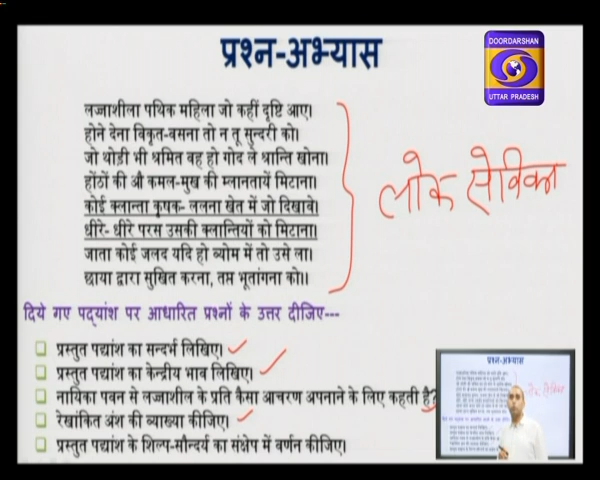 प्रश्न-अभ्यास
DOORDARSHAN
UTTAR PRADESH
लज्जाशीला पथिक महिला जो कहीं दृष्टि आए।
होने देना विकृत-वसना तो न तू सुन्दरी को।
जो थोड़ी भी श्रमित वह हो गोद ले श्रान्ति खोना।
होंठों की औ कमल-मुख की म्लानतायें मिटाना।
कोई क्लान्ता कृषक- ललना खेत में जो दिखावे।
धीरे- धीरे परस उसकी क्लान्तियों को मिटाना।
जाता कोई जलद यदि हो व्योम में तो उसे ला।
छाया द्वारा सुखित करना, तप्त भूतांगना को।।
लोक सेविका
दिये गए पद्यांश पर आधारित प्रश्नों के उत्तर दीजिए---
प्रस्तुत पद्यांश का सन्दर्भ लिखिए।
प्रस्तुत पद्यांश का केन्द्रीय भाव लिखिए।
नायिका पवन से लज्जाशील के प्रति कैसा आचरण अपनाने के लिए कहती है?
रेखांकित अंश की व्याख्या कीजिए।
प्रस्तुत पद्यांश के शिल्प-सौन्दर्य का संक्षेप में वर्णन कीजिए।
प्रश्न-अभ्यास